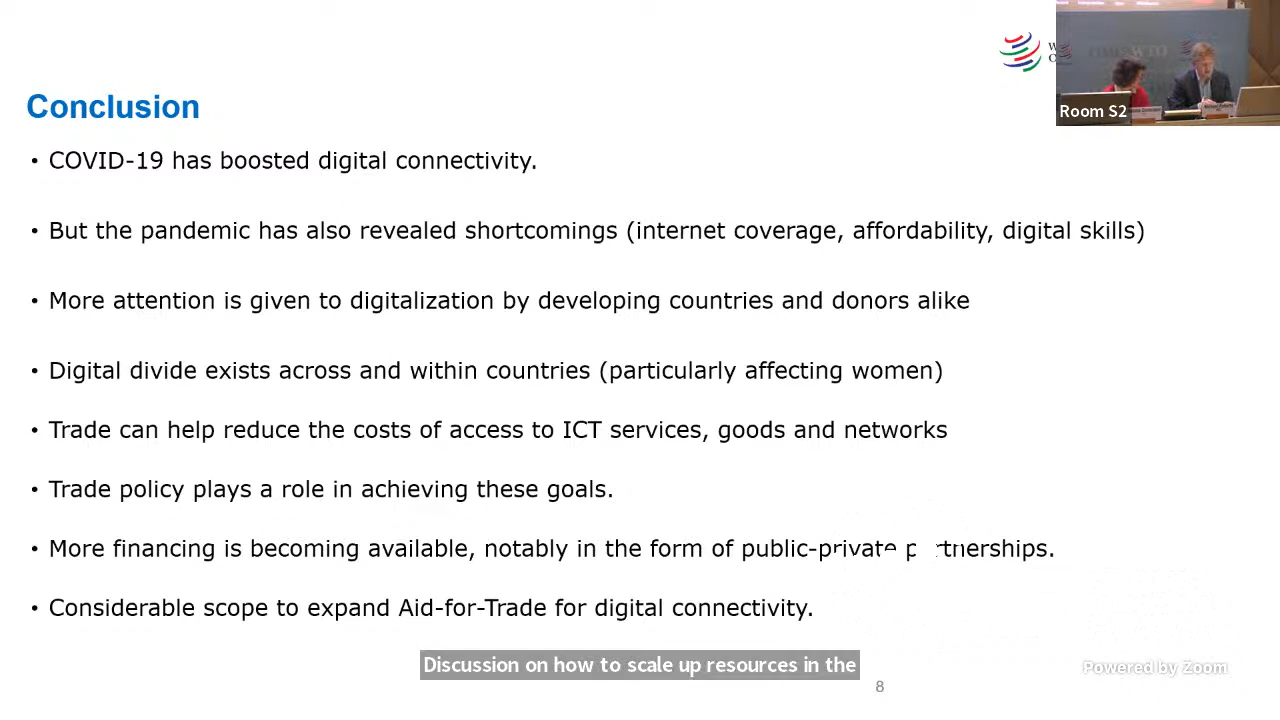 Conclusion
• COVID-19 has boosted digital connectivity.
• But the pandemic has also revealed shortcomings (internet coverage, affordability, digital skills)
• More attention is given to digitalization by developing countries and donors alike
• Digital divide exists across and within countries (particularly affecting women)
• Trade can help reduce the costs of access to ICT services, goods and networks
• Trade policy plays a role in achieving these goals.
• More financing is becoming available, notably in the form of public-private partnerships.
• Considerable scope to expand Aid-for-Trade for digital connectivity.
Discussion on how to scale up resources in the
8
WTO
Room S2
Powered by Zoom